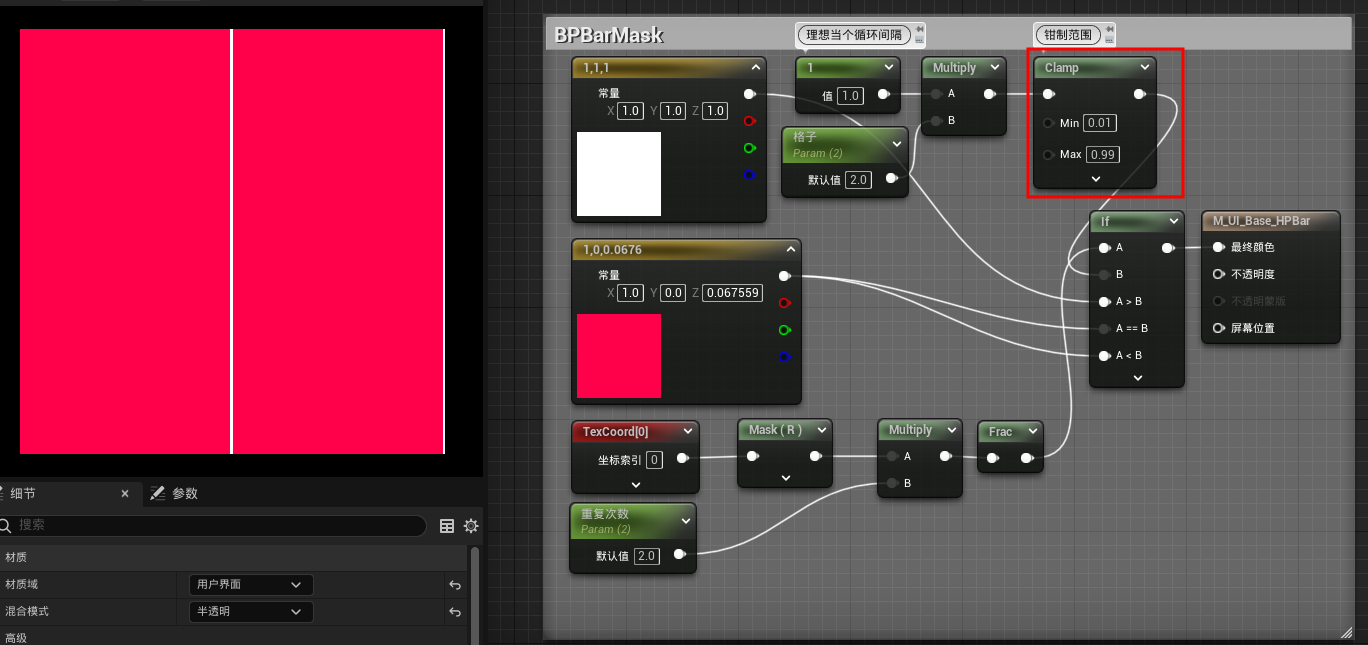 BPBarMask
理想当个循环间隔
钳制范围
1,1,1
常量
X 1.0 Y 1.0 Z 1.0
1
值 1.0
格子
Param (2)
默认值 2.0
Multiply
A
B
Clamp
Min 0.01
Max 0.99
1,0,0.0676
常量
X 1.0 Y 0.0 Z 0.067559
If
A
B
A > B
A == B
A < B
M_UI_Base_HPBar
最终颜色
不透明度
不透明蒙版
屏幕位置
TexCoord[0]
坐标索引 0
Mask ( R )
Multiply
A
B
Frac
重复次数
Param (2)
默认值 2.0
细节
参数
搜索
材质
材质域
用户界面
混合模式
半透明
高级